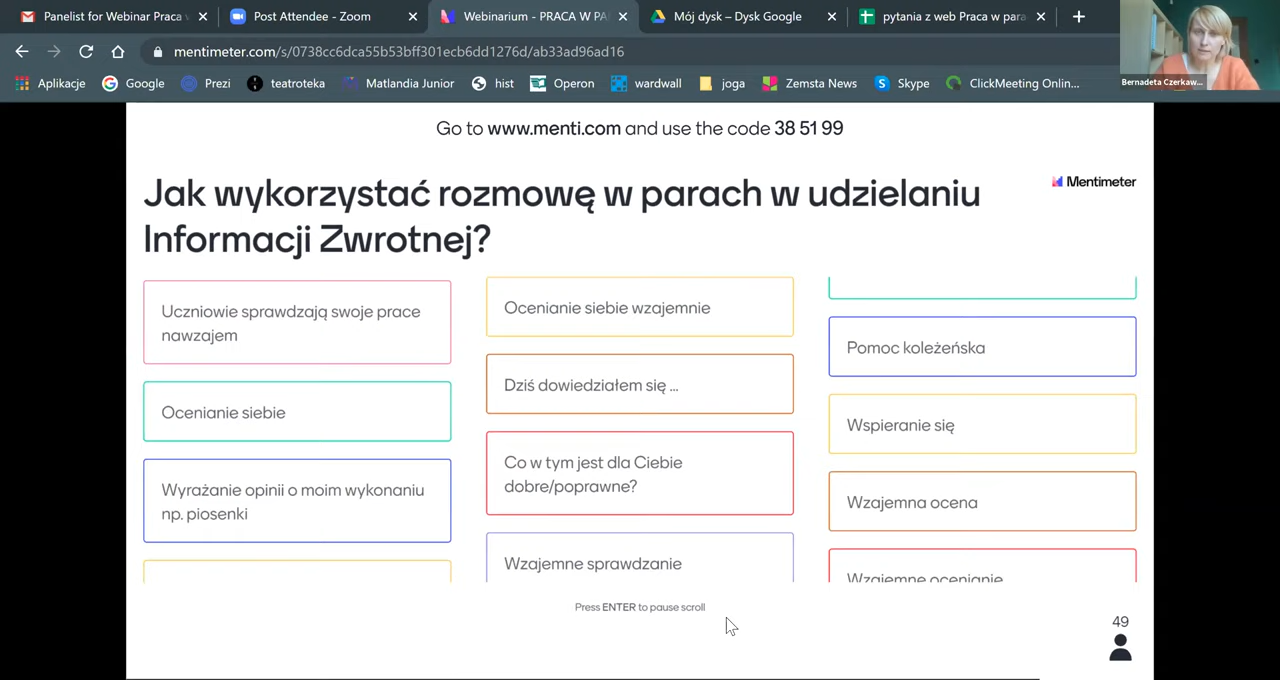 Panelist for Webinar Praca w
Post Attendee - Zoom
Webinarium - PRACA W PA
Mój dysk – Dysk Google
pytania z web Praca w para
mentimeter.com/s/0738cc6dca55b53bff301ecb6dd1276d/ab33ad96ad16
Bernadeta Czerkaw...
Aplikacje
Google
Prezi
teatroteka
Matlandia Junior
hist
Operon
wardwall
joga
Zemsta News
Skype
ClickMeeting Onlin...
Go to www.menti.com and use the code 38 51 99
Jak wykorzystać rozmowę w parach w udzielaniu
Informacji Zwrotnej?
Mentimeter
Uczniowie sprawdzają swoje prace
nawzajem
Ocenianie siebie
Wyrażanie opinii o moim wykonaniu
np. piosenki
Ocenianie siebie wzajemnie
Dziś dowiedziałem się ...
Co w tym jest dla Ciebie
dobre/poprawne?
Wzajemne sprawdzanie
Pomoc koleżeńska
Wspieranie się
Wzajemna ocena
Wzajemne ocenianie
Press ENTER to pause scroll
49